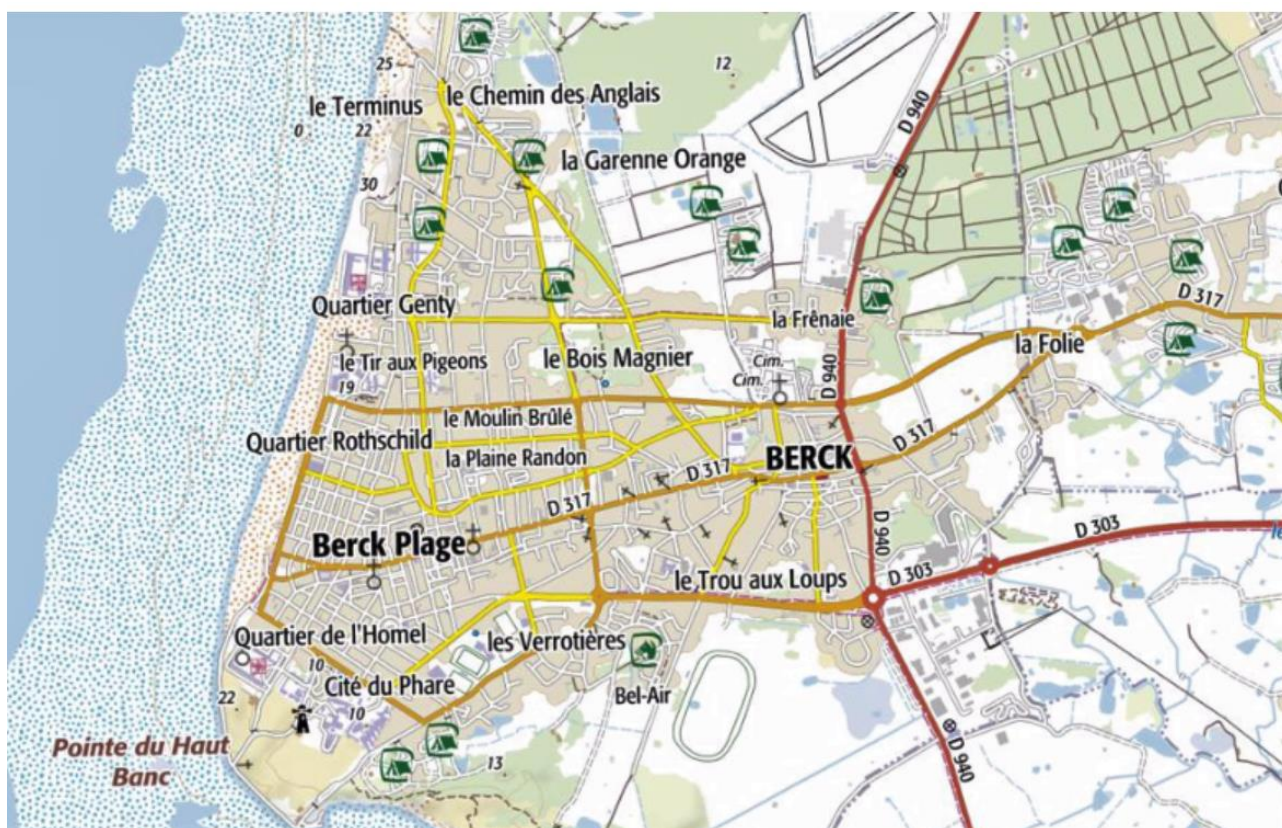 25
le Terminus
le Chemin des Anglais
12
D 940
0
22
la Garenne Orange
30
Quartier Genty
la Frênaie
D 317
le Tir aux Pigeons
le Bois Magnier
Cim.
Cim.
D 940
la Folie
19
le Moulin Brûlé
Quartier Rothschild
la Plaine Randon
D 317
BERCK
D 317
D 317
Berck Plage
D 940
D 303
le Trou aux Loups
D 303
Quartier de l'Homel
les Verrotières
10
Cité du Phare
Bel-Air
22
10
Pointe du Haut
Banc
13
D 940